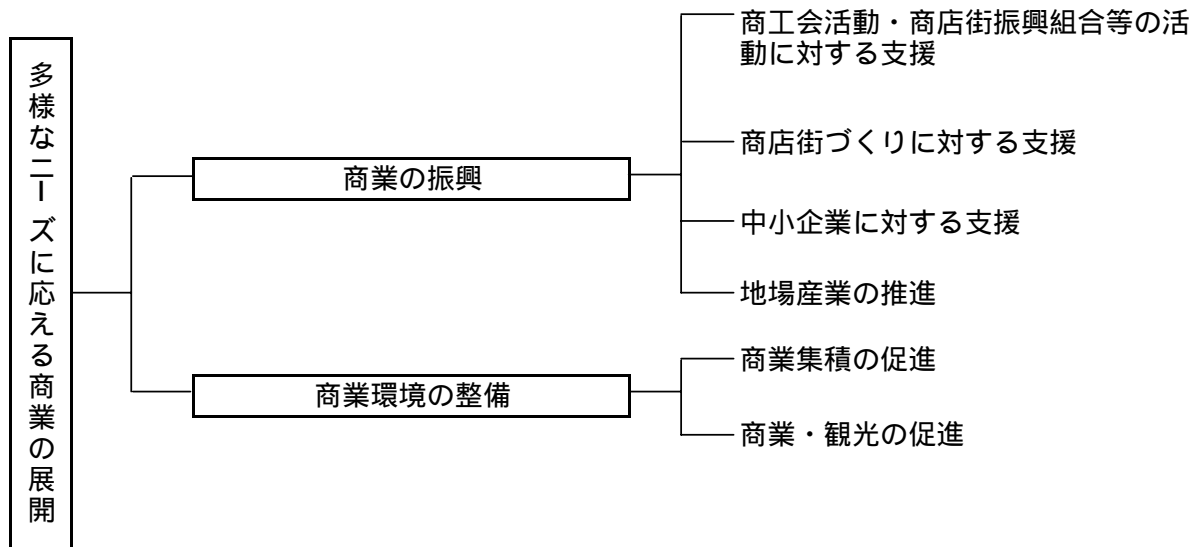 多様なニーズに応える商業の展開
商業の振興
商工会活動・商店街振興組合等の活
動に対する支援
商店街づくりに対する支援
中小企業に対する支援
地場産業の推進
商業環境の整備
商業集積の促進
商業・観光の促進